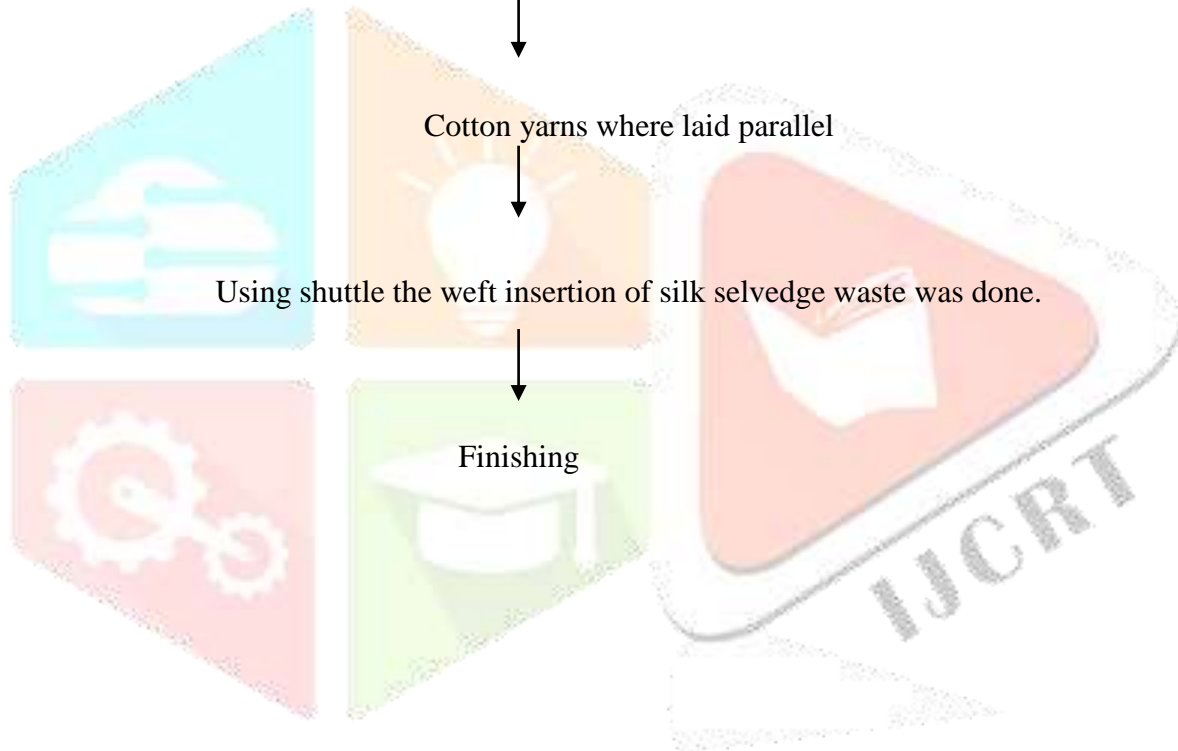 Cotton yarns where laid parallel
Using shuttle the weft insertion of silk selvedge waste was done.
Finishing
IJCRT